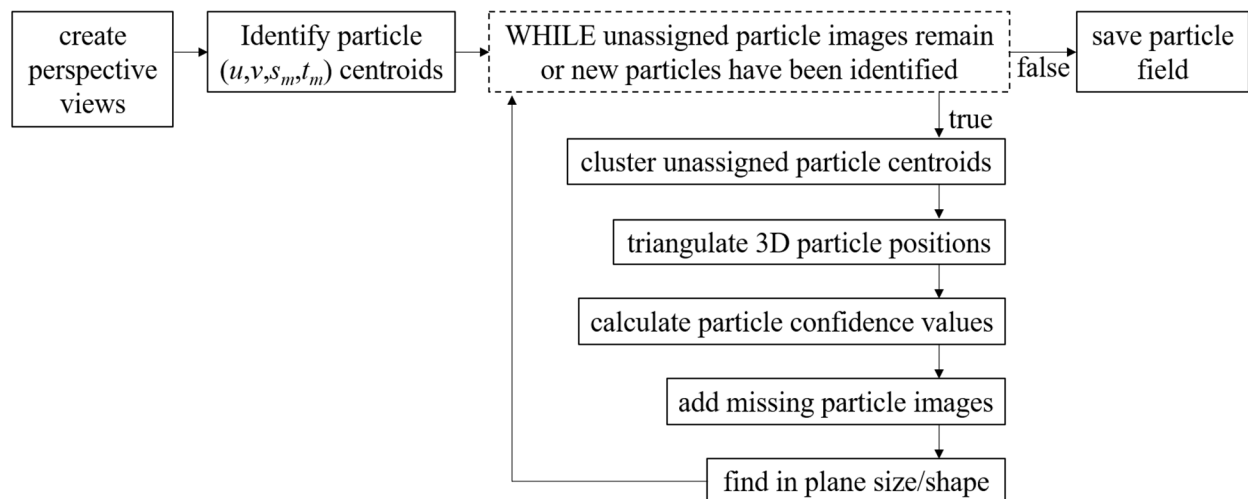 create
perspective
views
Identify particle
(u,v,sₘ,tₘ) centroids
WHILE unassigned particle images remain
or new particles have been identified
false
save particle
field
true
cluster unassigned particle centroids
triangulate 3D particle positions
calculate particle confidence values
add missing particle images
find in plane size/shape